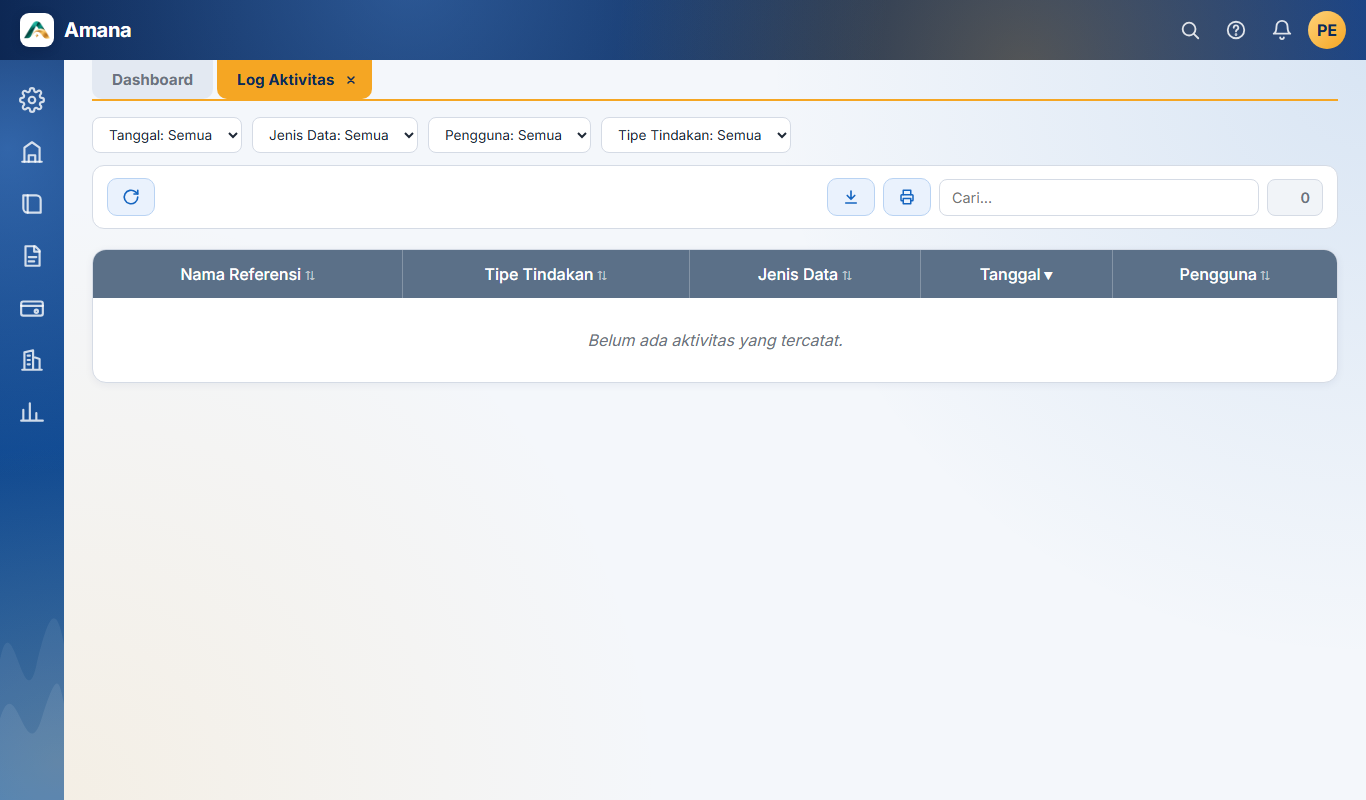 Amana
PE
Dashboard
Log Aktivitas ×
Tanggal: Semua
Jenis Data: Semua
Pengguna: Semua
Tipe Tindakan: Semua
Cari...
0
Nama Referensi ⇅ Tipe Tindakan ⇅ Jenis Data ⇅ Tanggal ▼ Pengguna ⇅
Belum ada aktivitas yang tercatat.